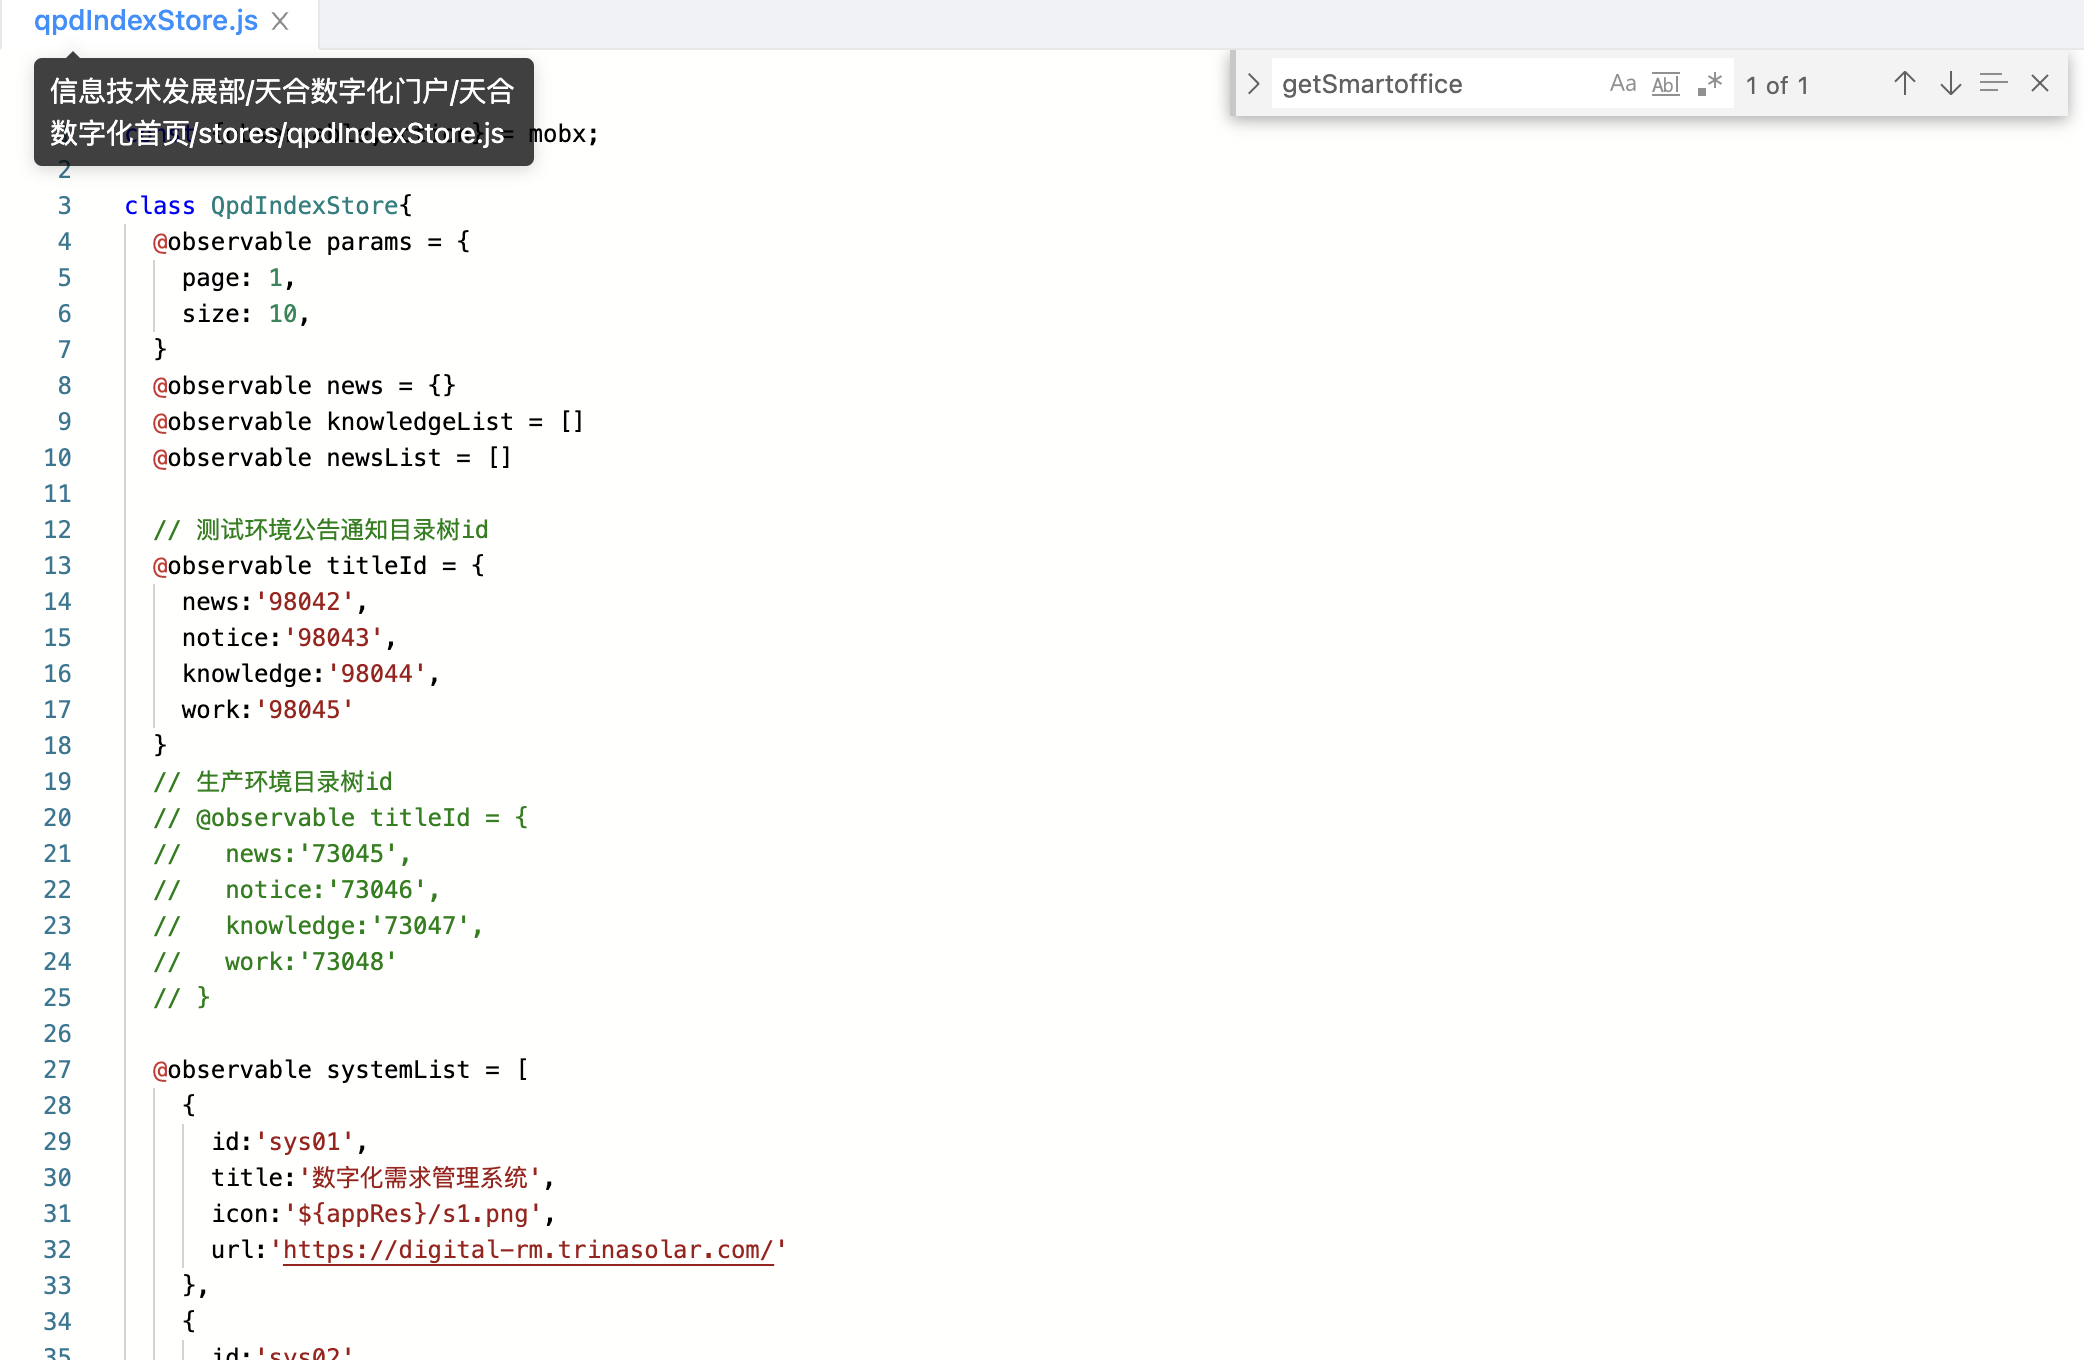 qpdIndexStore.js
信息技术发展部/天合数字化门户/天合
数字化首页/stores/qpdIndexStore.js
getSmartoffice Aa Abl .* 1 of 1
= mobx;
2
3 class QpdIndexStore{
4 @observable params = {
5 page: 1,
6 size: 10,
7 }
8 @observable news = {}
9 @observable knowledgeList = []
10 @observable newsList = []
11
12 // 测试环境公告通知目录树id
13 @observable titleId = {
14 news:'98042',
15 notice:'98043',
16 knowledge:'98044',
17 work:'98045'
18 }
19 // 生产环境目录树id
20 // @observable titleId = {
21 //   news:'73045',
22 //   notice:'73046',
23 //   knowledge:'73047',
24 //   work:'73048'
25 // }
26
27 @observable systemList = [
28 {
29 id:'sys01',
30 title:'数字化需求管理系统',
31 icon:'${appRes}/s1.png',
32 url:'https://digital-rm.trinasolar.com/'
33 },
34 {
35 id:'sys02'